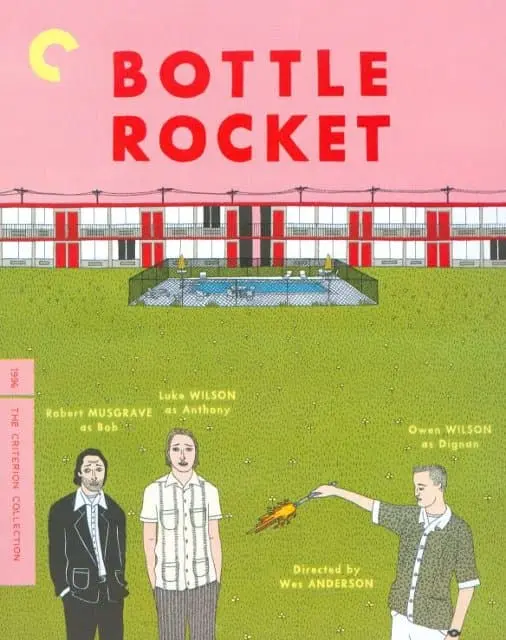 BOTTLE
ROCKET
Luke WILSON
as Anthony
Robert MUSGRAVE
as Bob
Owen WILSON
as Dignan
Directed by
Wes ANDERSON
1996
THE CRITERION COLLECTION